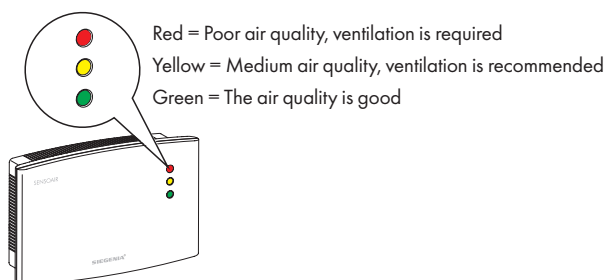 Red = Poor air quality, ventilation is required
Yellow = Medium air quality, ventilation is recommended
Green = The air quality is good
SENSOAIR
SIEGENIA®